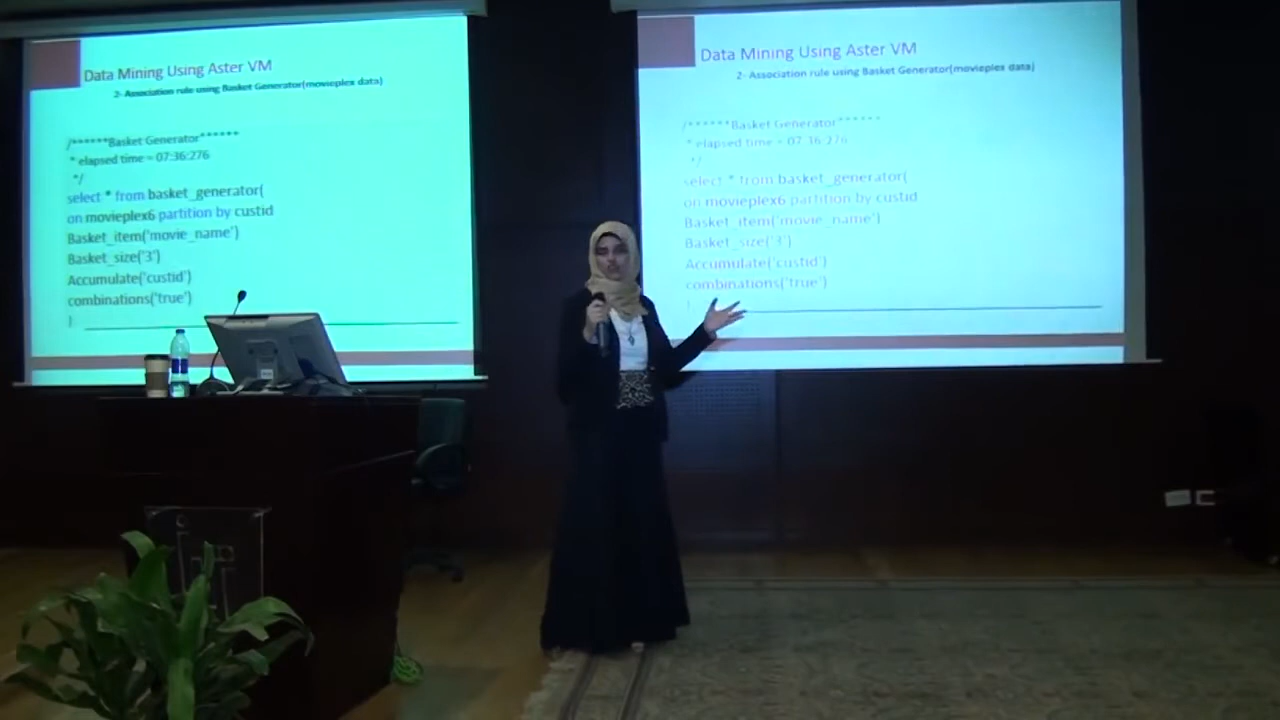 Data Mining Using Aster VM
2- Association rule using Basket Generator(movieplex data)
/******Basket Generator******
* elapsed time = 07:36:276
*/
select * from basket_generator(
on movieplex6 partition by custid
Basket_item('movie_name')
Basket_size('3')
Accumulate('custid')
combinations('true')
)
Data Mining Using Aster VM
2- Association rule using Basket Generator(movieplex data)
/******Basket Generator******
* elapsed time = 07:36:276
*/
select * from basket_generator(
on movieplex6 partition by custid
Basket_item('movie_name')
Basket_size('3')
Accumulate('custid')
combinations('true')
)